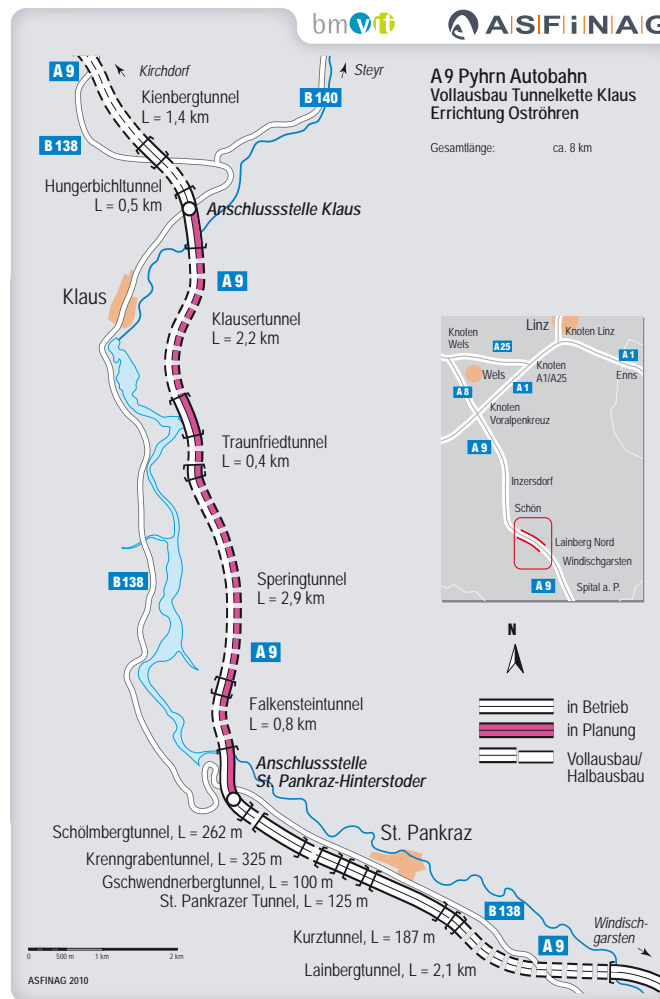 bmvit
ASFiNAG
A9 Pyhrn Autobahn
Vollausbau Tunnelkette Klaus
Errichtung Oströhren
Gesamtlänge: ca. 8 km
A 9
Kirchdorf
Steyr
Kienbergtunnel
L = 1,4 km
B 140
B 138
Hungerbichltunnel
L = 0,5 km
Anschlussstelle Klaus
A 9
Klaus
Klausertunnel
L = 2,2 km
Traunfriedtunnel
L = 0,4 km
B138
Speringtunnel
L = 2,9 km
A 9
Falkensteintunnel
L = 0,8 km
Anschlussstelle
St. Pankraz-Hinterstoder
Schölmbergtunnel, L = 262 m
St. Pankraz
Krenngrabentunnel, L = 325 m
Gschwendnerbergtunnel, L = 100 m
St. Pankrazer Tunnel, L = 125 m
B 138
Kurztunnel, L = 187 m
Windisch-
garsten
A 9
Lainbergtunnel, L = 2,1 km
Linz
Knoten
Wels
Knoten Linz
A25
A 1
Knoten
A1/A25
Enns
Wels
A 8
A 1
Knoten
Voralpenkreuz
A 9
Inzersdorf
Schön
Lainberg Nord
Windischgarsten
A 9
Spital a. P.
N
in Betrieb
in Planung
Vollausbau/
Halbausbau
0 500 m 1 km 2 km
ASFINAG 2010